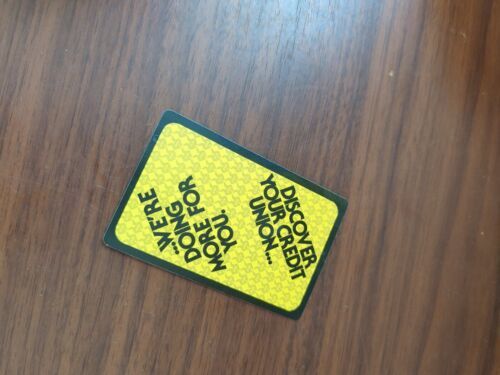 DISCOVER
YOUR CREDIT
UNION...
...WE'RE
DOING
MORE FOR
YOU.